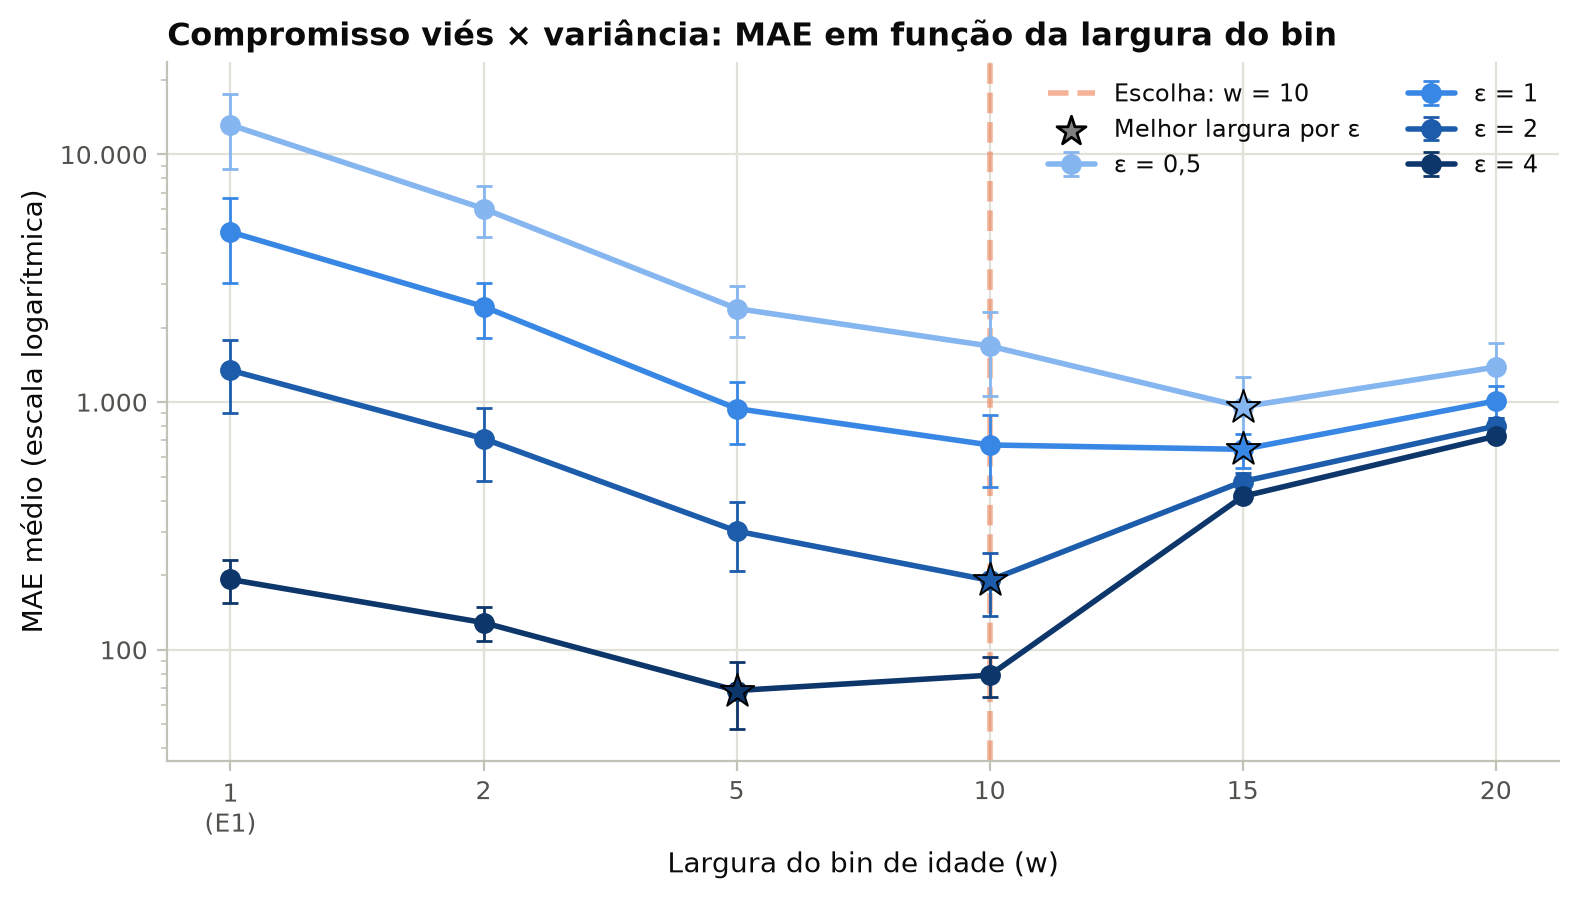 Compromisso viés × variância: MAE em função da largura do bin
Escolha: w = 10
Melhor largura por ε
ε = 0,5
ε = 1
ε = 2
ε = 4
MAE médio (escala logarítmica)
10.000
1.000
100
1
(E1)
2
5
10
15
20
Largura do bin de idade (w)